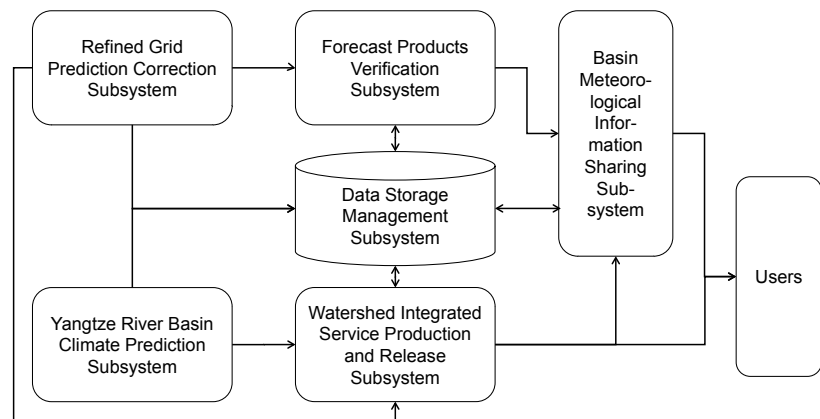 Refined Grid
Prediction Correction
Subsystem
Forecast Products
Verification
Subsystem
Basin
Meteoro-
logical
Infor-
mation
Sharing
Sub-
system
Data Storage
Management
Subsystem
Users
Yangtze River Basin
Climate Prediction
Subsystem
Watershed Integrated
Service Production
and Release
Subsystem